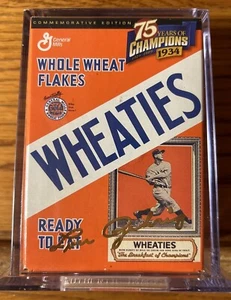 COMMEMORATIVE EDITION
General
Mills
75 YEARS OF
CHAMPIONS
1934
WHOLE WHEAT
FLAKES
WHEATIES
READY
TO EAT
WHEATIES
"The Breakfast of Champions"